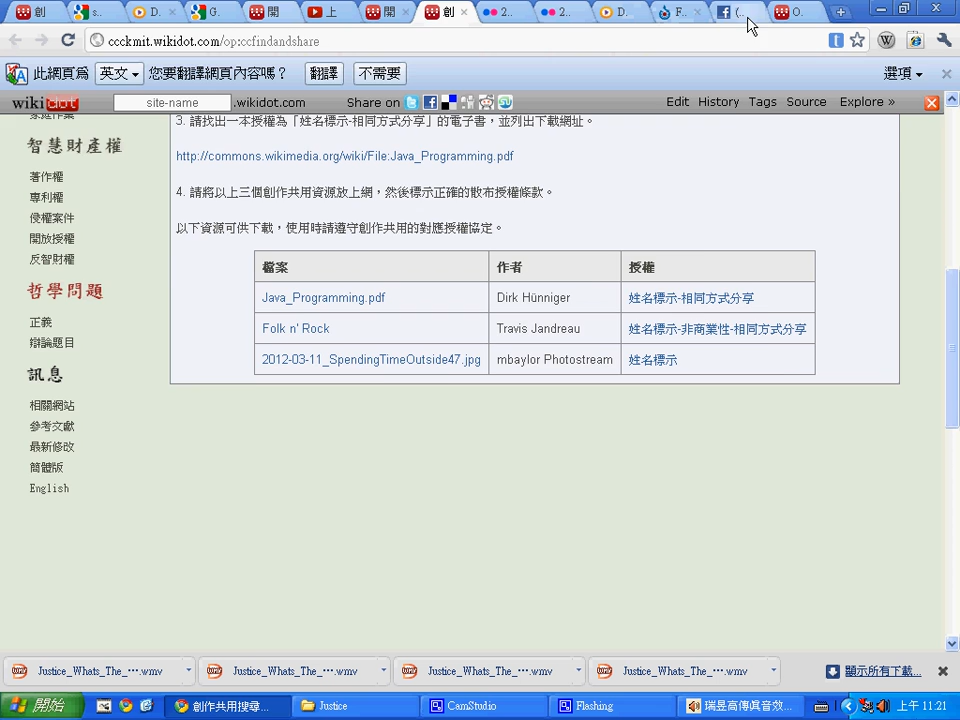 創
s.
D.
G.
開
上
開
創
2.
2.
D.
F.
(.
O.
ccckmit.wikidot.com/op:ccfindandshare
此網頁為 英文 您要翻譯網頁內容嗎？ 翻譯 不需要 選項
wikidot site-name .wikidot.com Share on Edit History Tags Source Explore »
智慧財產權
著作權
專利權
侵權案件
開放授權
反智財權
哲學問題
正義
辯論題目
訊息
相關網站
參考文獻
最新修改
簡體版
English
3. 請找出一本授權為「姓名標示-相同方式分享」的電子書，並列出下載網址。
http://commons.wikimedia.org/wiki/File:Java_Programming.pdf
4. 請將以上三個創作共用資源放上網，然後標示正確的散布授權條款。
以下資源可供下載，使用時請遵守創作共用的對應授權協定。
檔案 作者 授權
Java_Programming.pdf Dirk Hünniger 姓名標示-相同方式分享
Folk n' Rock Travis Jandreau 姓名標示-非商業性-相同方式分享
2012-03-11_SpendingTimeOutside47.jpg mbaylor Photostream 姓名標示
Justice_Whats_The_....wmv Justice_Whats_The_....wmv Justice_Whats_The_....wmv Justice_Whats_The_....wmv 顯示所有下載...
開始 創作共用搜尋... Justice CamStudio Flashing 瑞昱高傳真音效... 上午 11:21